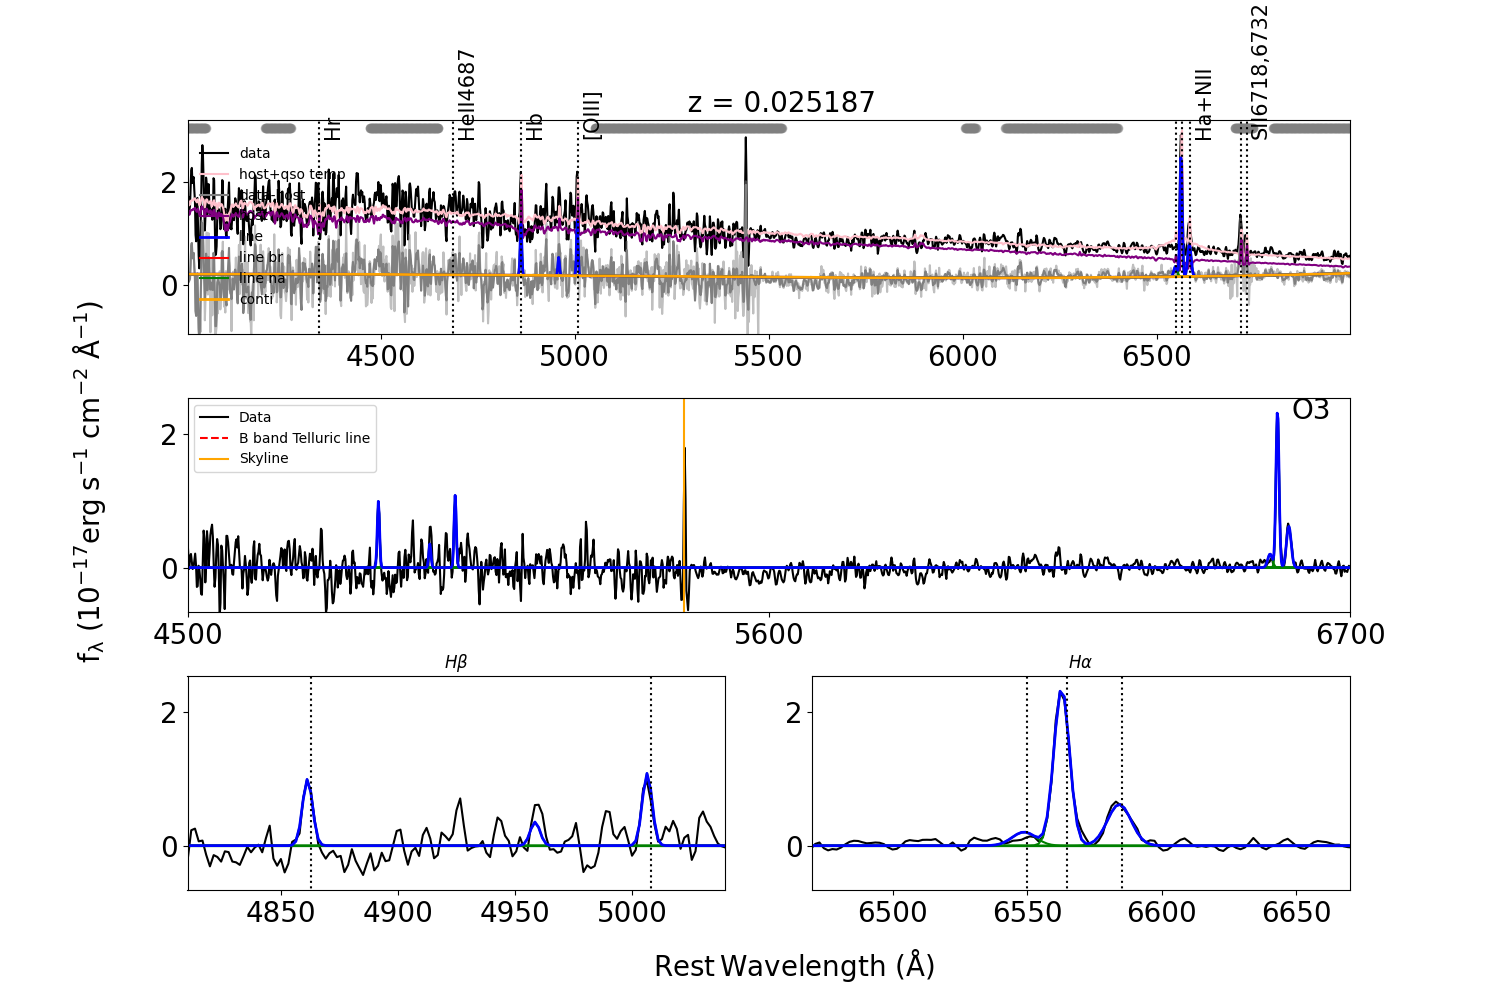 z = 0.025187
Hr
HeII4687
Hb
[OIII]
Ha+NII
SII6718,6732
data
host+qso temp
data-host
line
line br
line na
conti
2
0
4500 5000 5500 6000 6500
fλ (10⁻¹⁷erg s⁻¹ cm⁻² Å⁻¹)
Data
B band Telluric line
Skyline
O3
2
0
4500 5600 6700
Hβ
2
0
4850 4900 4950 5000
Hα
2
0
6500 6550 6600 6650
Rest Wavelength (Å)